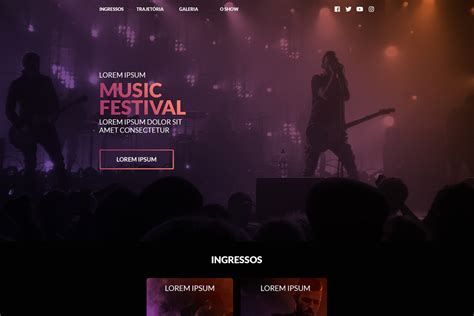 INGRESSOS TRAJETÓRIA GALERIA O SHOW
LOREM IPSUM
MUSIC
FESTIVAL
LOREM IPSUM DOLOR SIT
AMET CONSECTETUR
LOREM IPSUM
INGRESSOS
LOREM IPSUM LOREM IPSUM